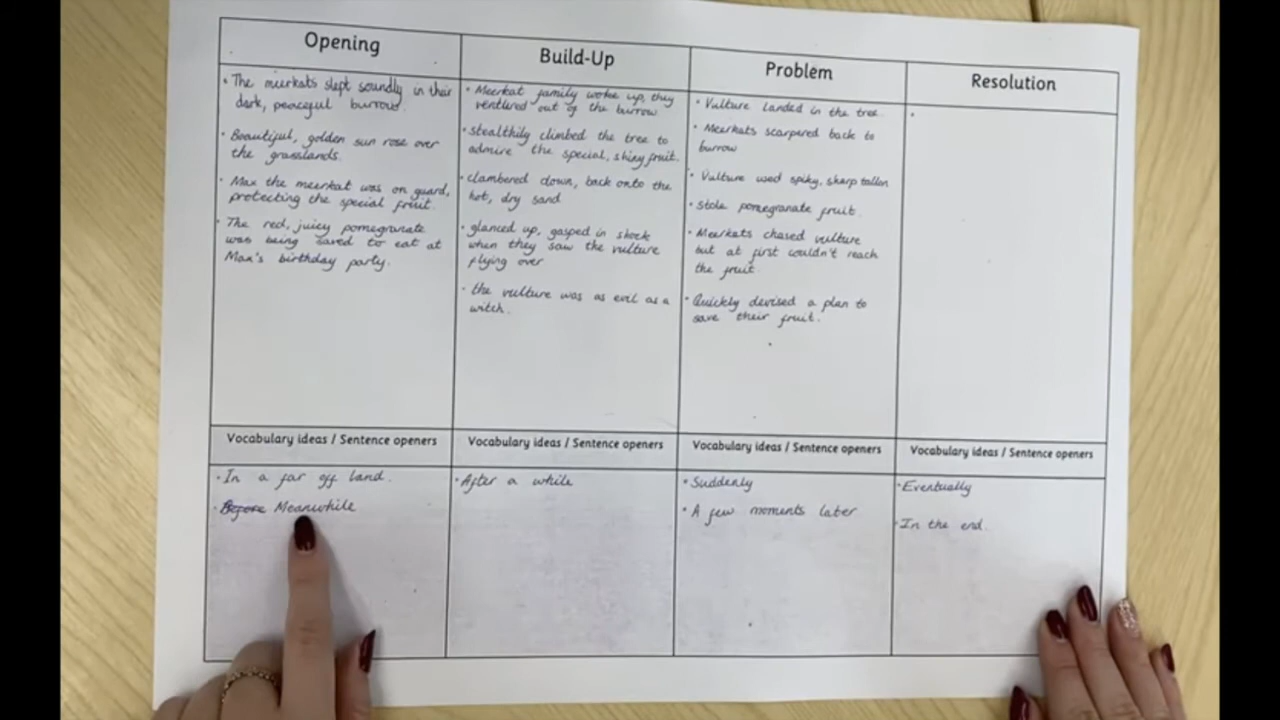 Opening
• The meerkats slept soundly in their
dark, peaceful burrow.
• Beautiful, golden sun rose over
the grasslands.
• Max the meerkat was on guard,
protecting the special fruit.
• The red, juicy pomegranate
was being saved to eat at
Max's birthday party.
Build-Up
• Meerkat family woke up, they
ventured out of the burrow
• stealthily climbed the tree to
admire the special, shiny fruit.
• clambered down, back onto the
hot, dry sand
• glanced up, gasped in shock
when they saw the vulture
flying over
• the vulture was as evil as a
witch.
Problem
• Vulture landed in the tree.
• Meerkats scarpered back to
burrow
• Vulture used spiky, sharp tallon
• Stole pomegranate fruit.
• Meerkats chased vulture
but at first couldn't reach
the fruit.
• Quickly devised a plan to
save their fruit.
Resolution
•
Vocabulary ideas / Sentence openers
• In a far off land.
• Before Meanwhile
Vocabulary ideas / Sentence openers
• After a while
Vocabulary ideas / Sentence openers
• Suddenly
• A few moments later
Vocabulary ideas / Sentence openers
• Eventually
• In the end.